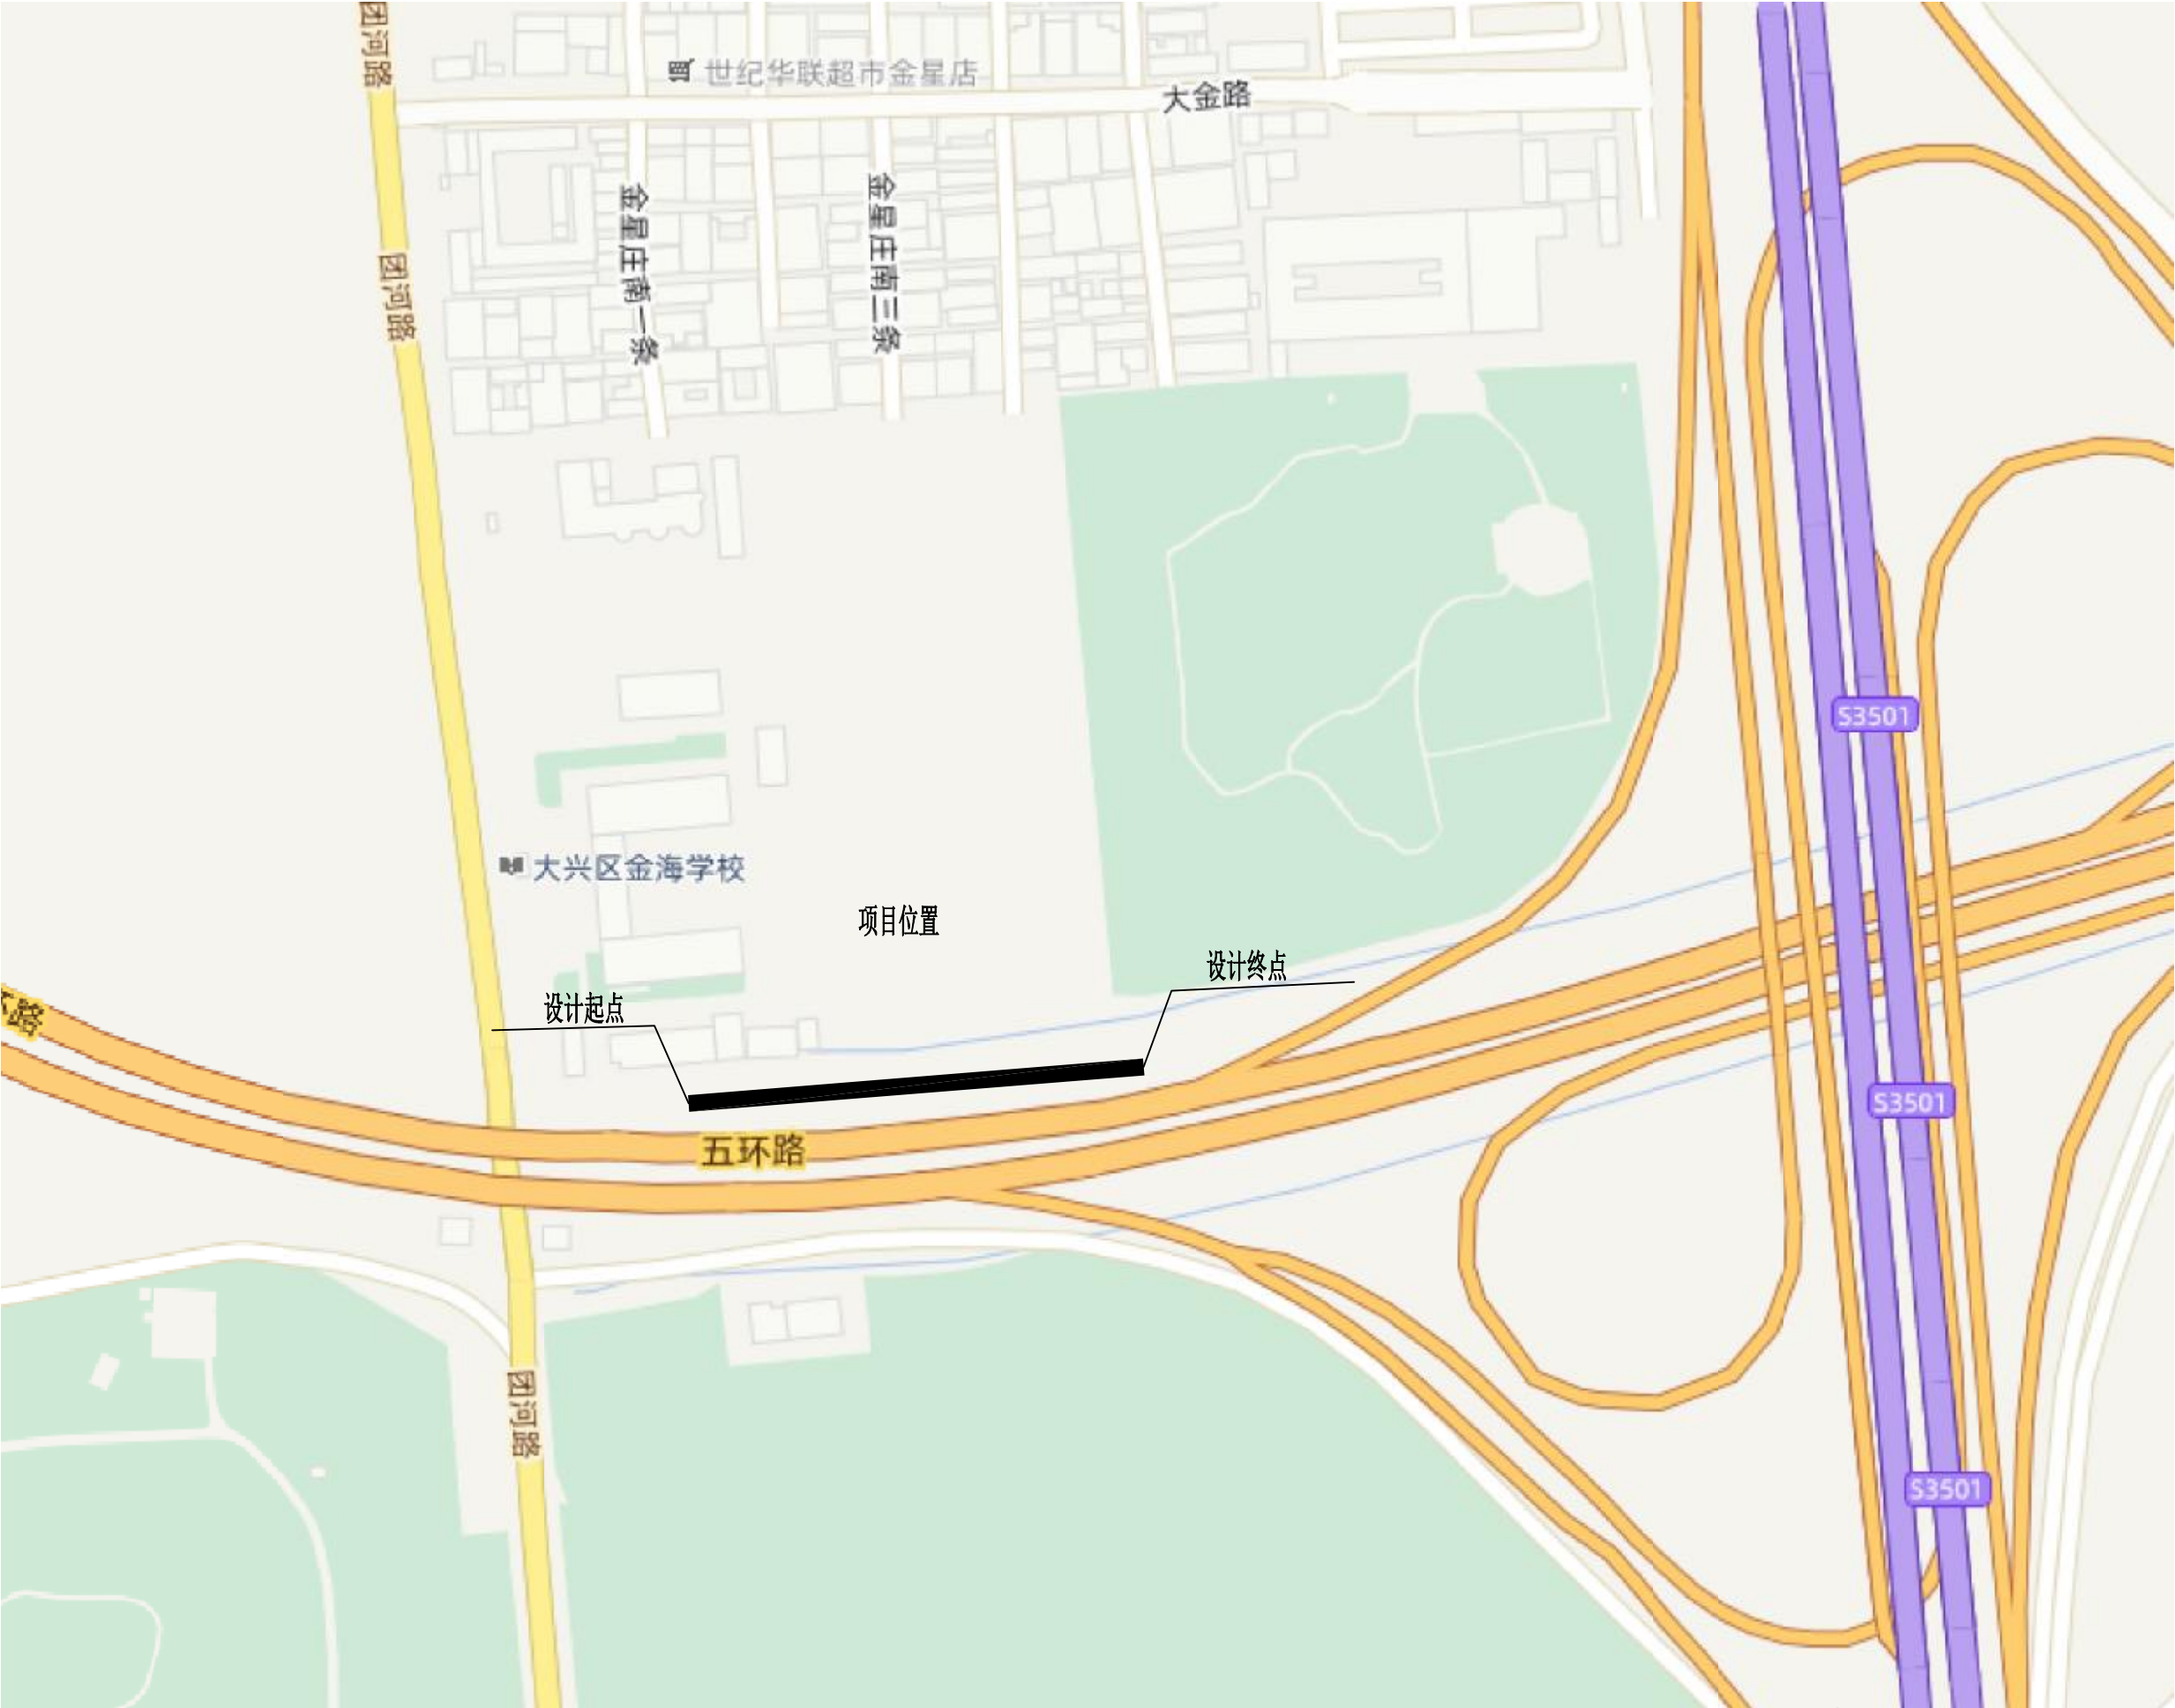 团河路
世纪华联超市金星店
大金路
金星庄南一条
金星庄南三条
团河路
S3501
大兴区金海学校
项目位置
设计终点
设计起点
路
S3501
五环路
团河路
S3501